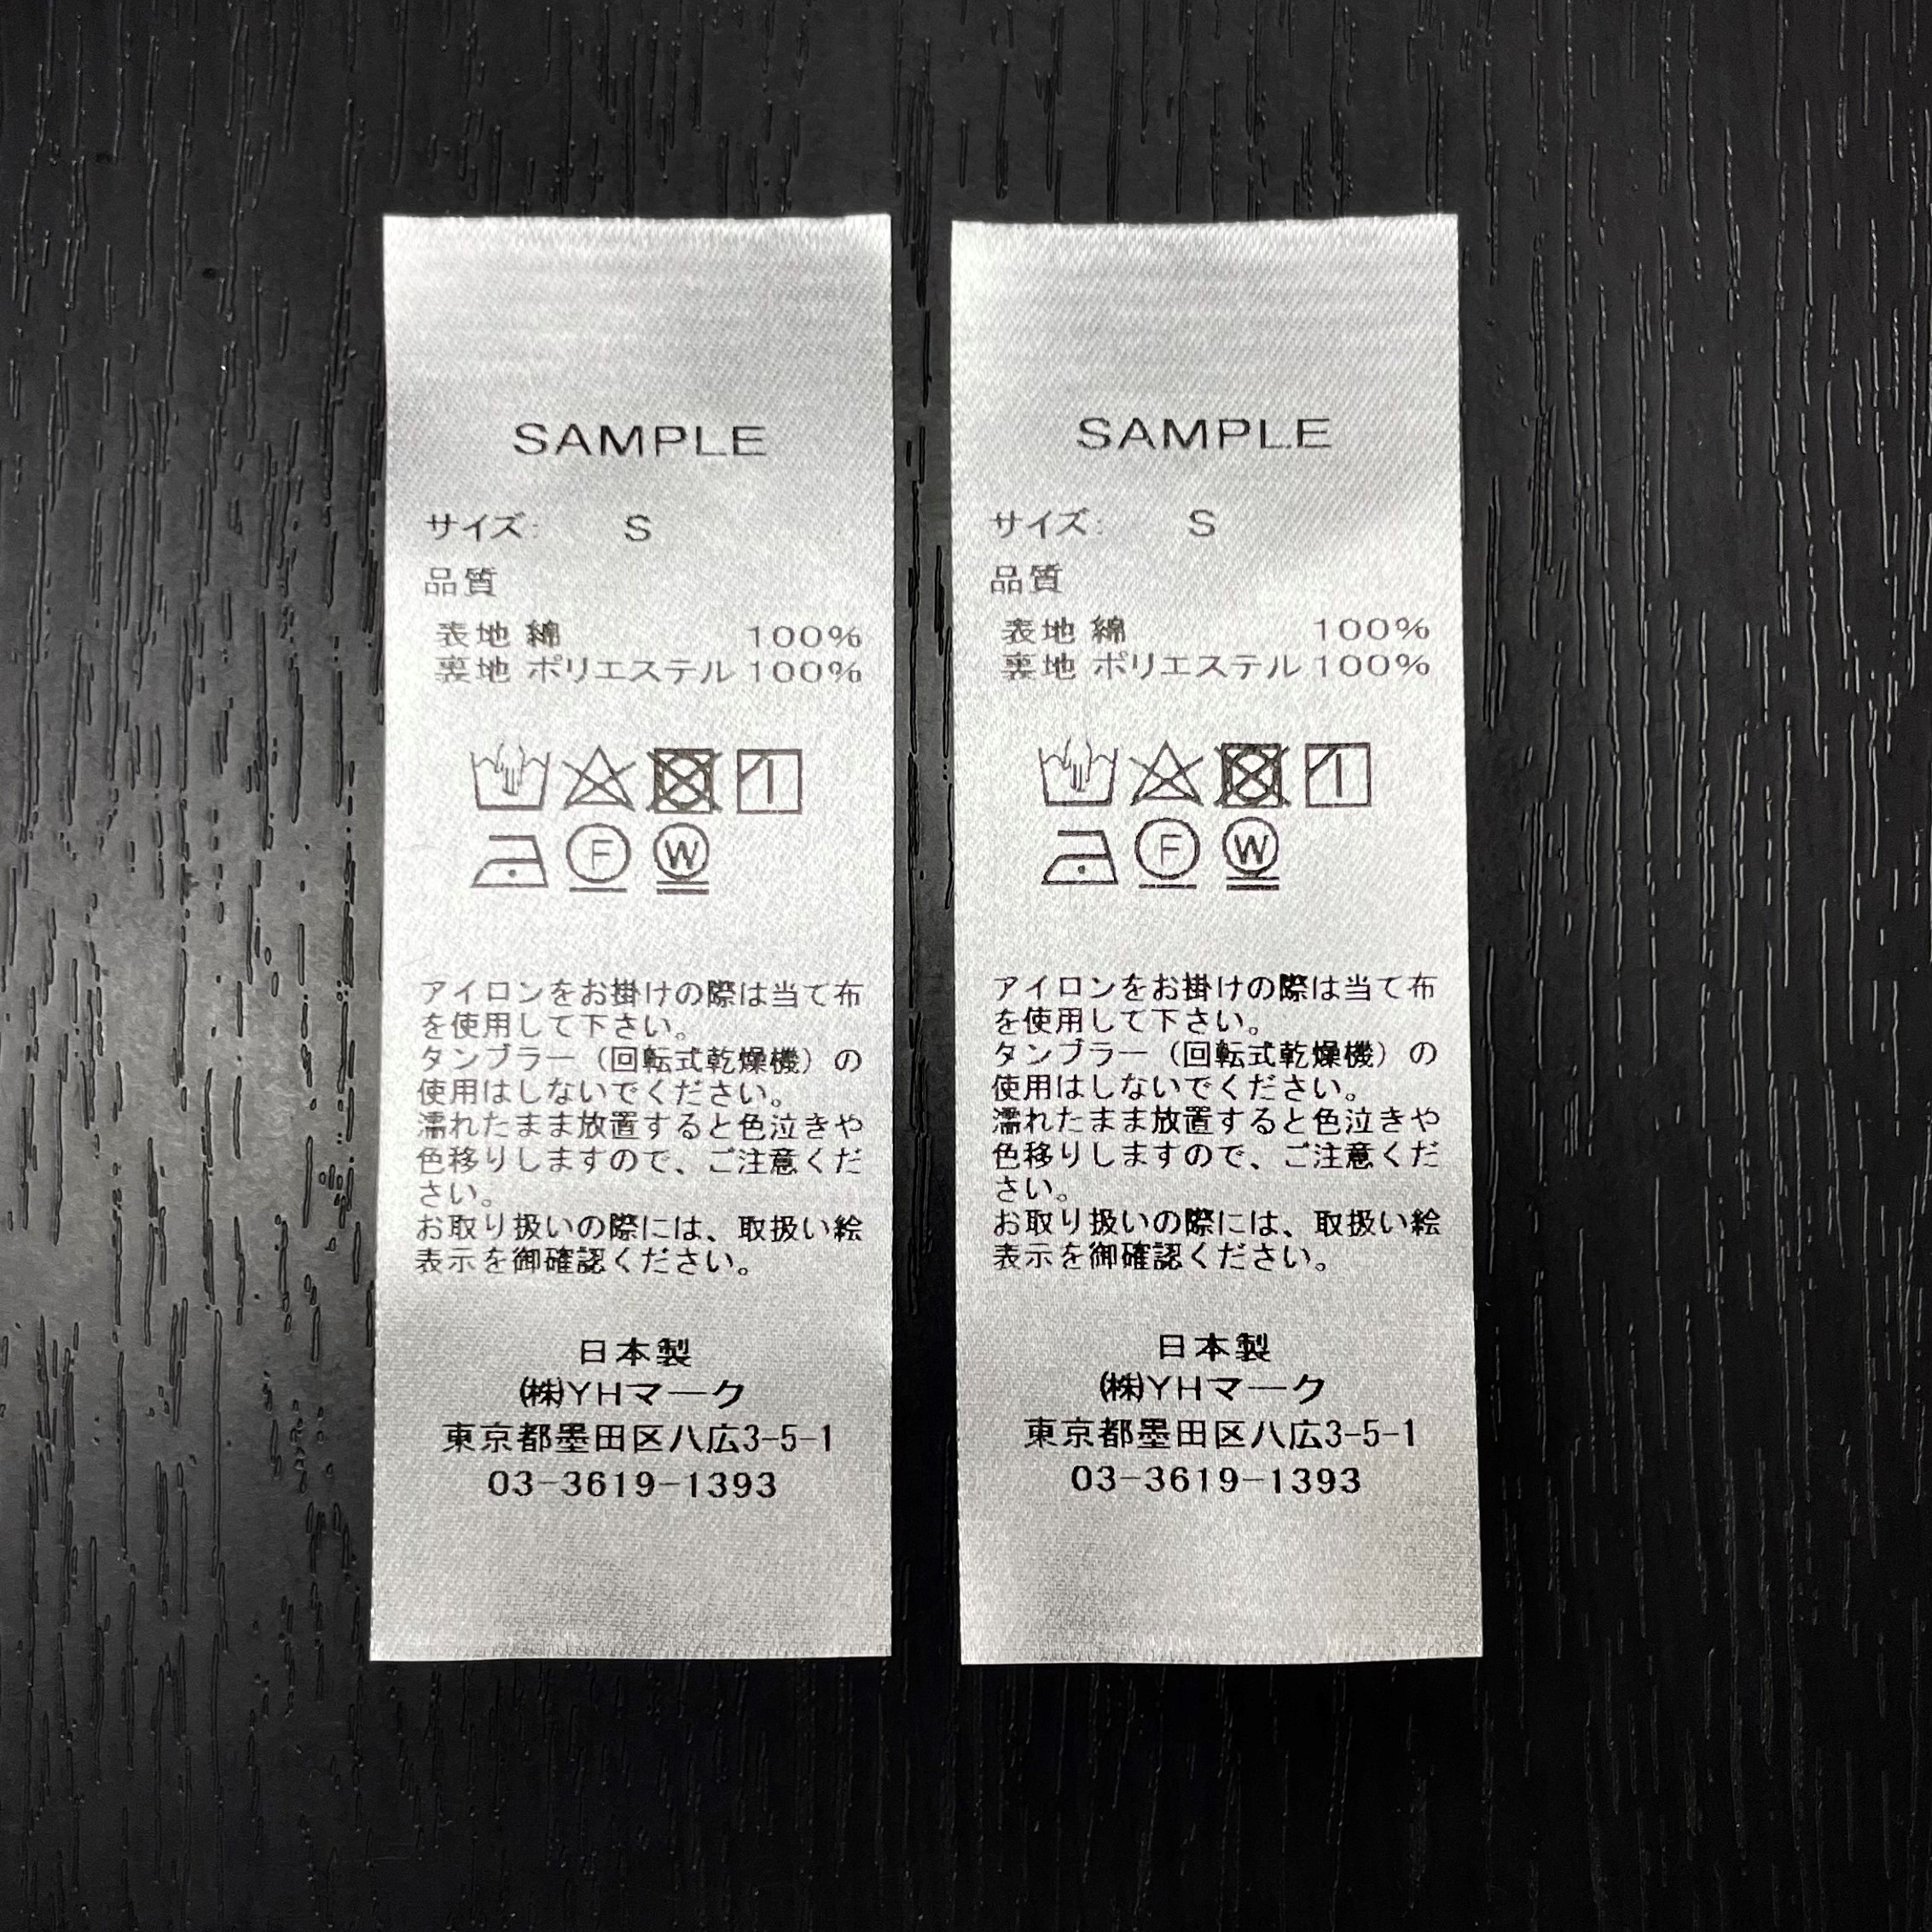 SAMPLE
サイズ: S
品質
表地 綿 100%
裏地 ポリエステル 100%
F W
アイロンをお掛けの際は当て布
を使用して下さい。
タンブラー（回転式乾燥機）の
使用はしないでください。
濡れたまま放置すると色泣きや
色移りしますので、ご注意くだ
さい。
お取り扱いの際には、取扱い絵
表示を御確認ください。
日本製
㈱YHマーク
東京都墨田区八広3-5-1
03-3619-1393
SAMPLE
サイズ: S
品質
表地 綿 100%
裏地 ポリエステル 100%
F W
アイロンをお掛けの際は当て布
を使用して下さい。
タンブラー（回転式乾燥機）の
使用はしないでください。
濡れたまま放置すると色泣きや
色移りしますので、ご注意くだ
さい。
お取り扱いの際には、取扱い絵
表示を御確認ください。
日本製
㈱YHマーク
東京都墨田区八広3-5-1
03-3619-1393